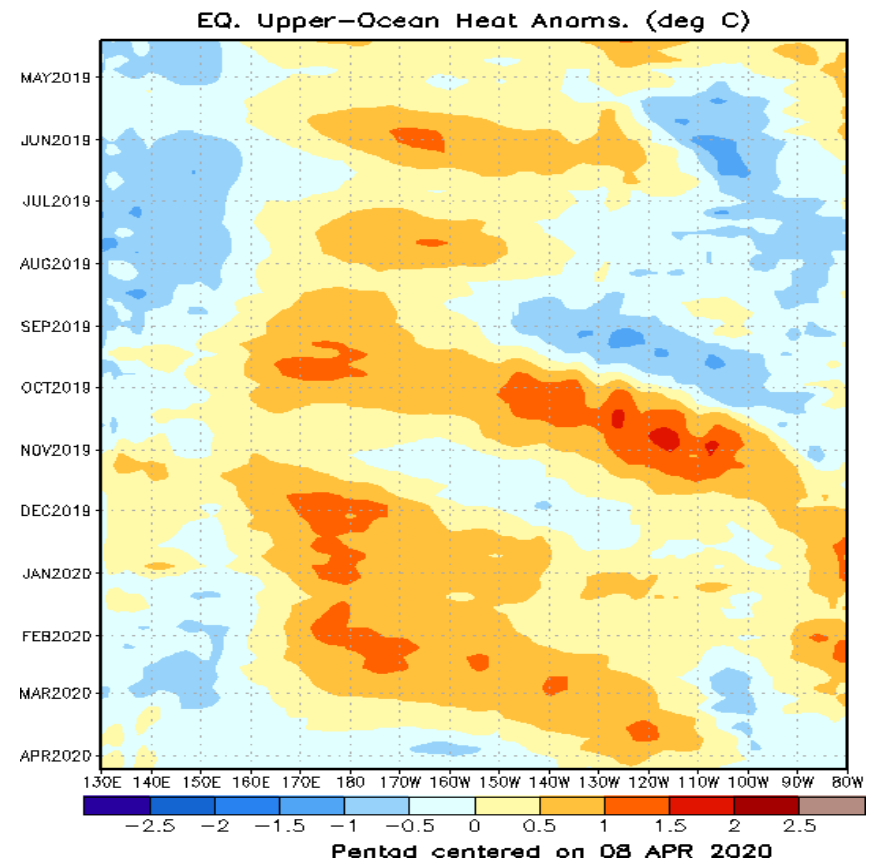 EQ. Upper-Ocean Heat Anoms. (deg C)
MAY2019
JUN2019
JUL2019
AUG2019
SEP2019
OCT2019
NOV2019
DEC2019
JAN2020
FEB2020
MAR2020
APR2020
130E 140E 150E 160E 170E 180 170W 160W 150W 140W 130W 120W 110W 100W 90W 80W
-2.5 -2 -1.5 -1 -0.5 0 0.5 1 1.5 2 2.5
Pentad centered on 08 APR 2020